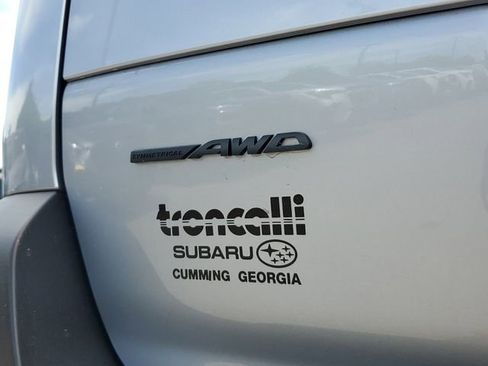 SYMMETRICAL AWD
troncalli
SUBARU
CUMMING GEORGIA